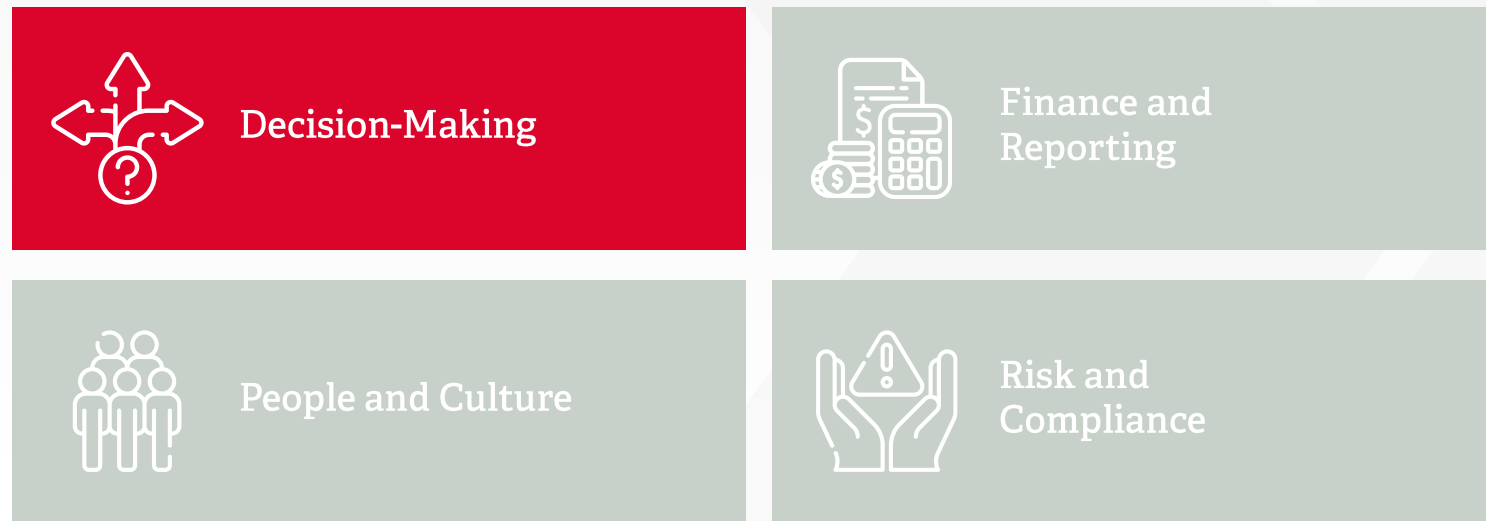 Decision-Making
Finance and
Reporting
People and Culture
Risk and
Compliance